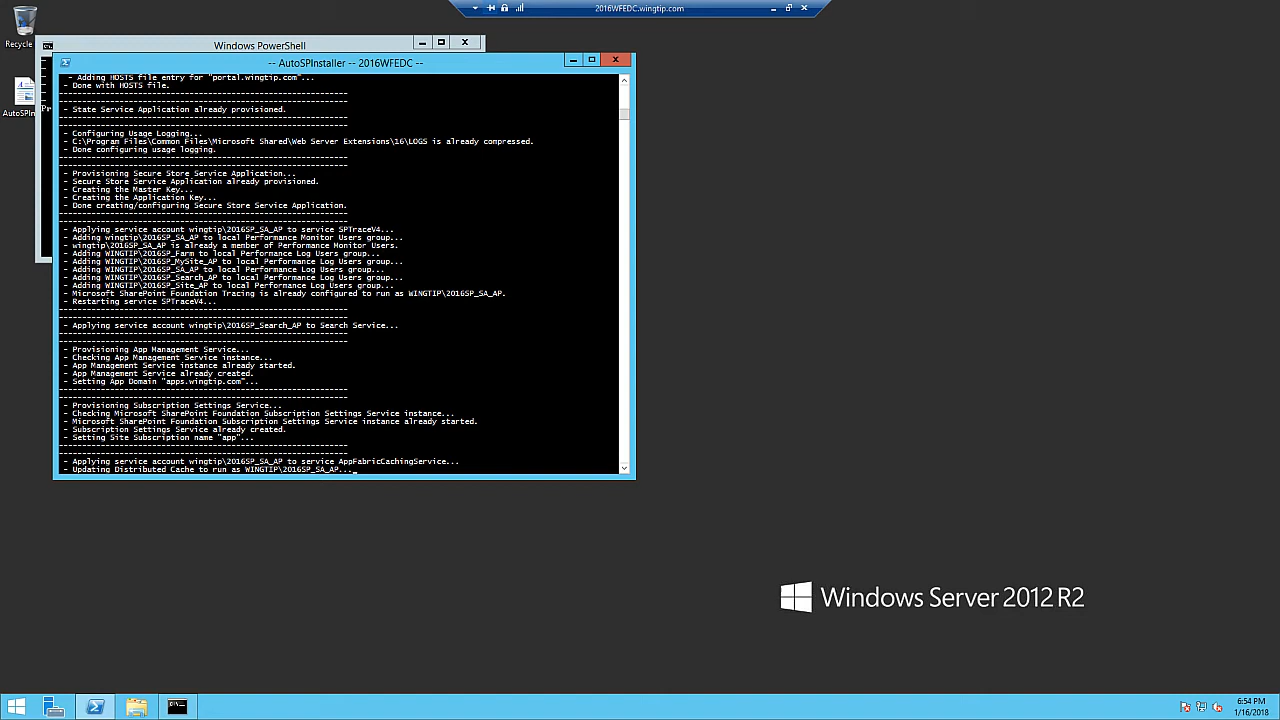 2016WFEDC.wingtip.com
Recycle
Windows PowerShell
-- AutoSPInstaller -- 2016WFEDC --
- Adding HOSTS file entry for "portal.wingtip.com"...
- Done with HOSTS file.
--------------------------------------------------------------
--------------------------------------------------------------
- State Service Application already provisioned.
--------------------------------------------------------------
--------------------------------------------------------------
- Configuring Usage Logging...
- C:\Program Files\Common Files\Microsoft Shared\Web Server Extensions\16\LOGS is already compressed.
- Done configuring usage logging.
--------------------------------------------------------------
--------------------------------------------------------------
- Provisioning Secure Store Service Application...
- Secure Store Service Application already provisioned.
- Creating the Master Key...
- Creating the Application Key...
- Done creating/configuring Secure Store Service Application.
--------------------------------------------------------------
--------------------------------------------------------------
- Applying service account wingtip\2016SP_SA_AP to service SPTraceV4...
- Adding wingtip\2016SP_SA_AP to local Performance Monitor Users group...
- wingtip\2016SP_SA_AP is already a member of Performance Monitor Users.
- Adding WINGTIP\2016SP_Farm to local Performance Log Users group...
- Adding WINGTIP\2016SP_MySite_AP to local Performance Log Users group...
- Adding WINGTIP\2016SP_SA_AP to local Performance Log Users group...
- Adding WINGTIP\2016SP_Search_AP to local Performance Log Users group...
- Adding WINGTIP\2016SP_Site_AP to local Performance Log Users group...
- Microsoft SharePoint Foundation Tracing is already configured to run as WINGTIP\2016SP_SA_AP.
- Restarting service SPTraceV4...
--------------------------------------------------------------
--------------------------------------------------------------
- Applying service account wingtip\2016SP_Search_AP to Search Service...
--------------------------------------------------------------
--------------------------------------------------------------
- Provisioning App Management Service...
- Checking App Management Service instance...
- App Management Service instance already started.
- App Management Service already created.
- Setting App Domain "apps.wingtip.com"...
--------------------------------------------------------------
--------------------------------------------------------------
- Provisioning Subscription Settings Service...
- Checking Microsoft SharePoint Foundation Subscription Settings Service instance...
- Microsoft SharePoint Foundation Subscription Settings Service instance already started.
- Subscription Settings Service already created.
- Setting Site Subscription name "app"...
--------------------------------------------------------------
--------------------------------------------------------------
- Applying service account wingtip\2016SP_SA_AP to service AppFabricCachingService...
- Updating Distributed Cache to run as WINGTIP\2016SP_SA_AP..._
AutoSPIn
Pr
Windows Server 2012 R2
6:54 PM
1/16/2018